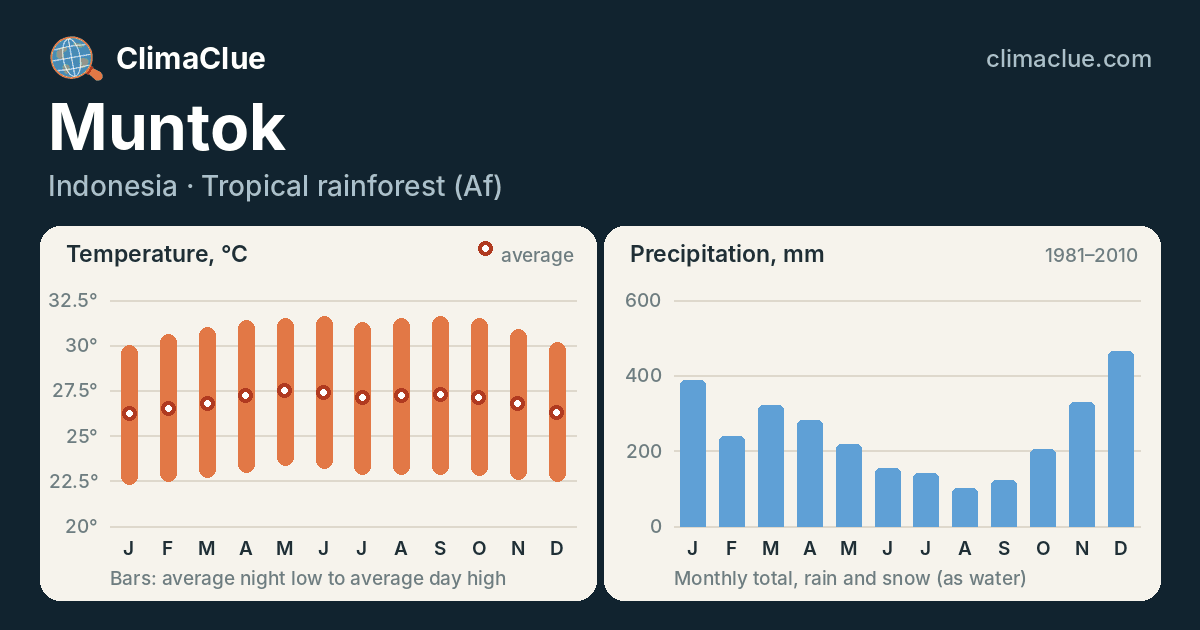 ClimaClue
climaclue.com
Muntok
Indonesia · Tropical rainforest (Af)
Temperature, °C
average
32.5°
30°
27.5°
25°
22.5°
20°
J F M A M J J A S O N D
Bars: average night low to average day high
Precipitation, mm
1981–2010
600
400
200
0
J F M A M J J A S O N D
Monthly total, rain and snow (as water)